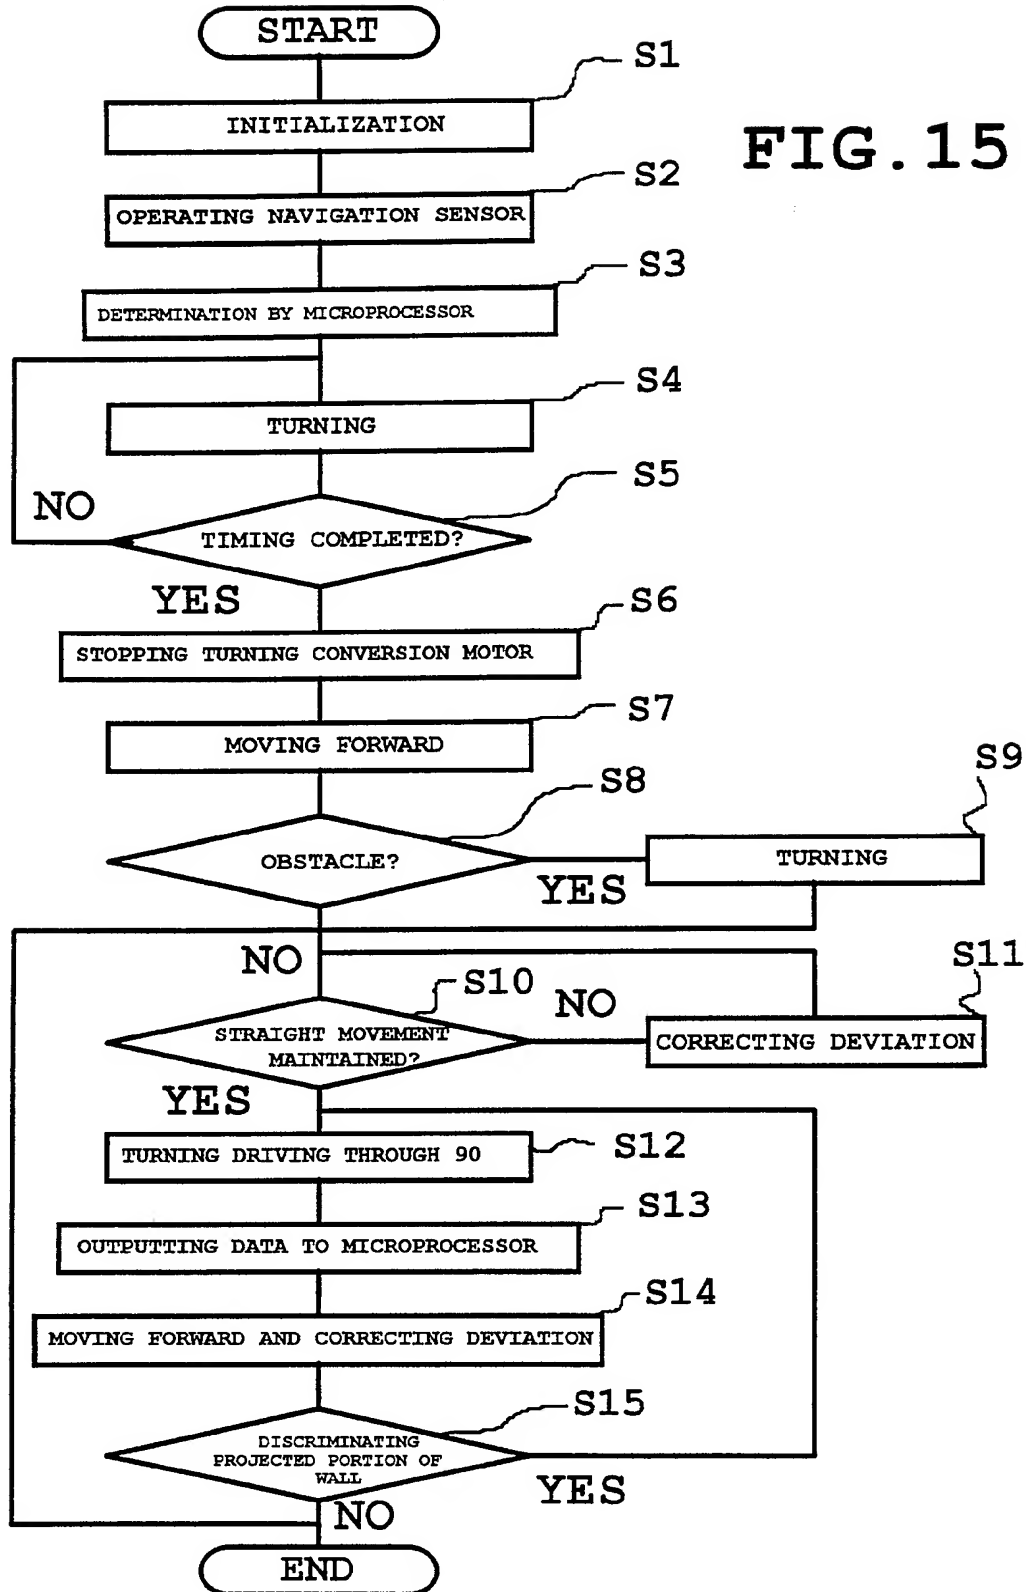 START
S1
INITIALIZATION
FIG.15
S2
OPERATING NAVIGATION SENSOR
S3
DETERMINATION BY MICROPROCESSOR
S4
TURNING
S5
NO
TIMING COMPLETED?
YES
S6
STOPPING TURNING CONVERSION MOTOR
S7
MOVING FORWARD
S8
S9
OBSTACLE?
TURNING
YES
NO
S10
S11
NO
STRAIGHT MOVEMENT
MAINTAINED?
CORRECTING DEVIATION
YES
S12
TURNING DRIVING THROUGH 90
S13
OUTPUTTING DATA TO MICROPROCESSOR
S14
MOVING FORWARD AND CORRECTING DEVIATION
S15
DISCRIMINATING
PROJECTED PORTION OF
WALL
YES
NO
END